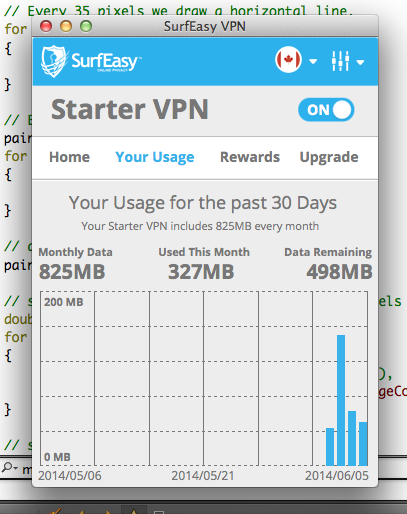 // Every 35 pixels we draw a horizontal line.
for
{
}
//
pain
for
{
}
//
pain
// s
doub
for
{
}
// s
els
),
geCo
m
SurfEasy VPN
SurfEasy™
ONLINE PRIVACY
Starter VPN
ON
Home Your Usage Rewards Upgrade
Your Usage for the past 30 Days
Your Starter VPN includes 825MB every month
Monthly Data Used This Month Data Remaining
825MB 327MB 498MB
200 MB
0 MB
2014/05/06 2014/05/21 2014/06/05